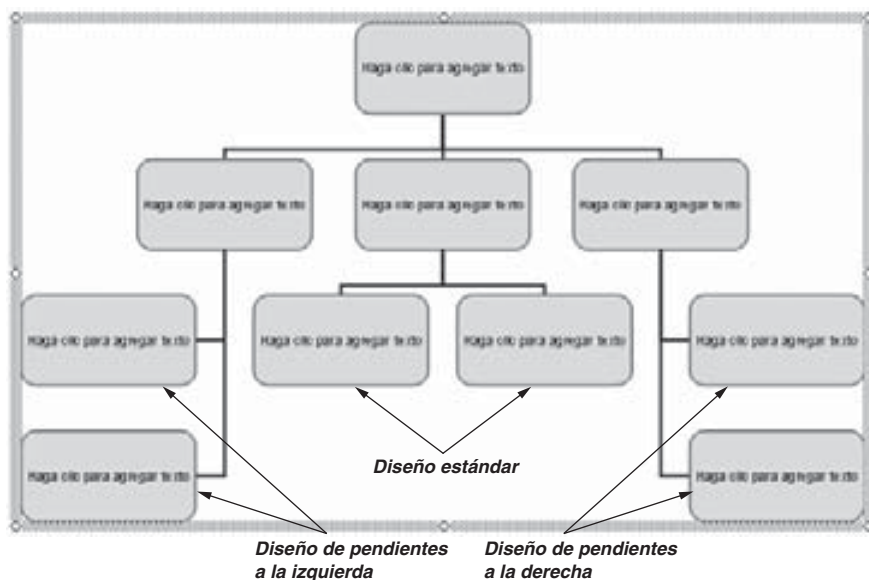 Haga clic para agregar texto
Haga clic para agregar texto
Haga clic para agregar texto
Haga clic para agregar texto
Haga clic para agregar texto
Haga clic para agregar texto
Haga clic para agregar texto
Haga clic para agregar texto
Haga clic para agregar texto
Haga clic para agregar texto
Diseño estándar
Diseño de pendientes
a la izquierda
Diseño de pendientes
a la derecha